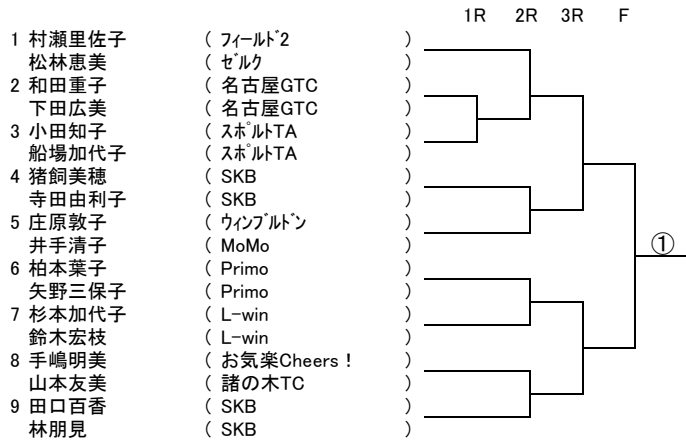 1R 2R 3R F
1 村瀬里佐子 ( フィールド2 )
松林恵美 ( ゼルク )
2 和田重子 ( 名古屋GTC )
下田広美 ( 名古屋GTC )
3 小田知子 ( スポルトTA )
船場加代子 ( スポルトTA )
4 猪飼美穂 ( SKB )
寺田由利子 ( SKB )
5 庄原敦子 ( ウィンブルドン )
井手清子 ( MoMo )
①
6 柏本葉子 ( Primo )
矢野三保子 ( Primo )
7 杉本加代子 ( L-win )
鈴木宏枝 ( L-win )
8 手嶋明美 ( お気楽Cheers! )
山本友美 ( 諸の木TC )
9 田口百香 ( SKB )
林朋見 ( SKB )